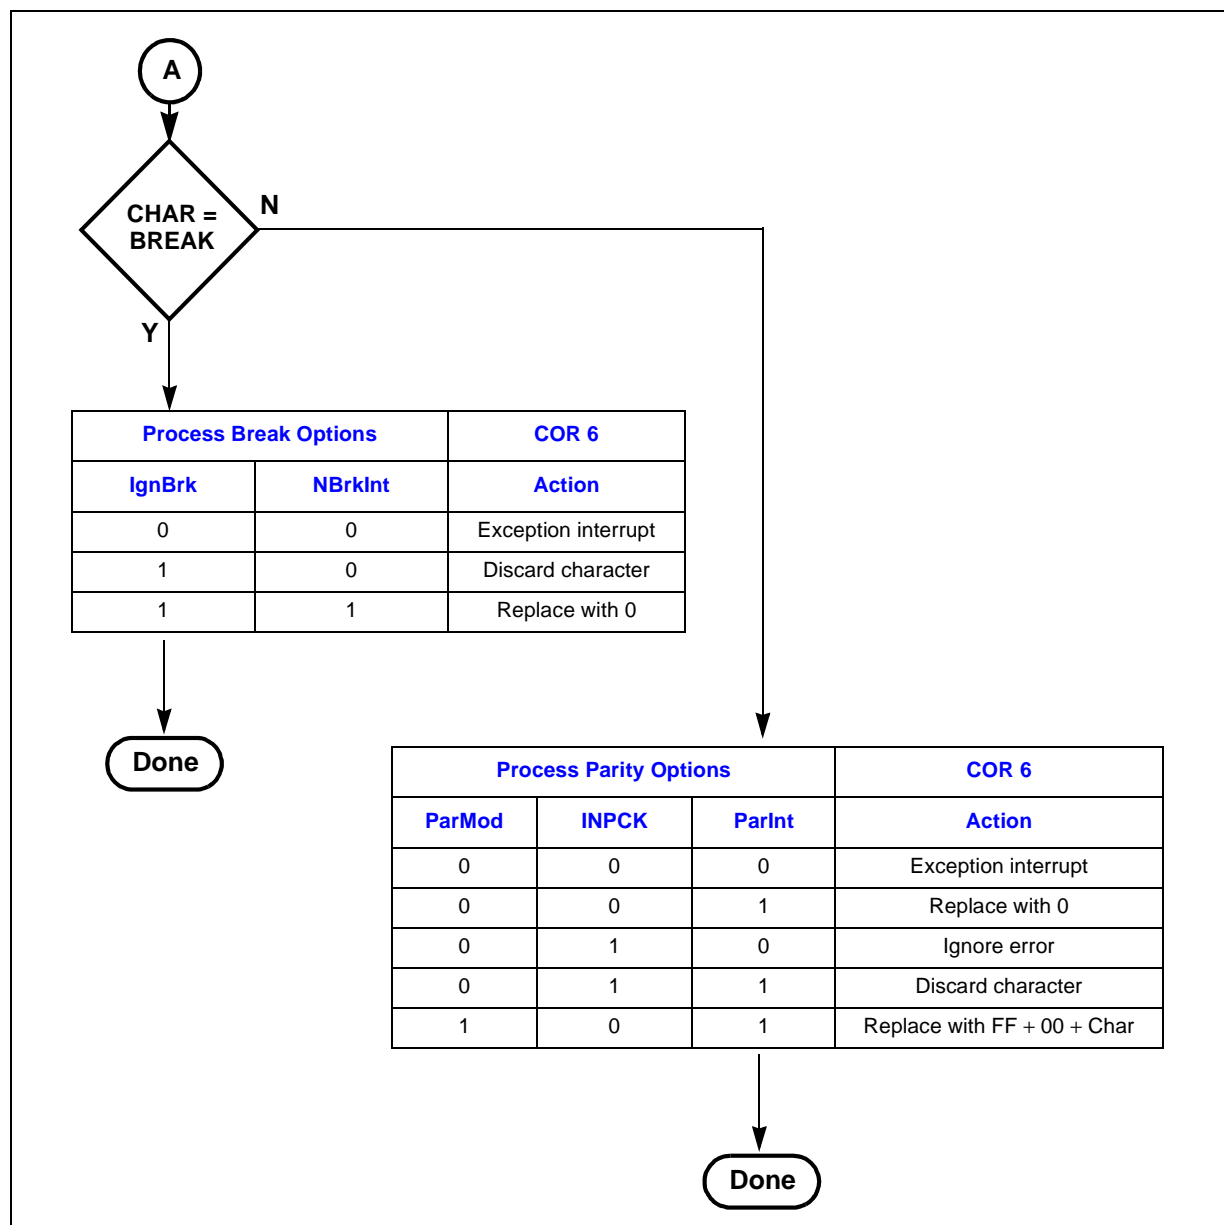 A
CHAR =
BREAK
N
Y
Process Break Options COR 6
IgnBrk NBrkInt Action
0 0 Exception interrupt
1 0 Discard character
1 1 Replace with 0
Done
Process Parity Options COR 6
ParMod INPCK ParInt Action
0 0 0 Exception interrupt
0 0 1 Replace with 0
0 1 0 Ignore error
0 1 1 Discard character
1 0 1 Replace with FF + 00 + Char
Done